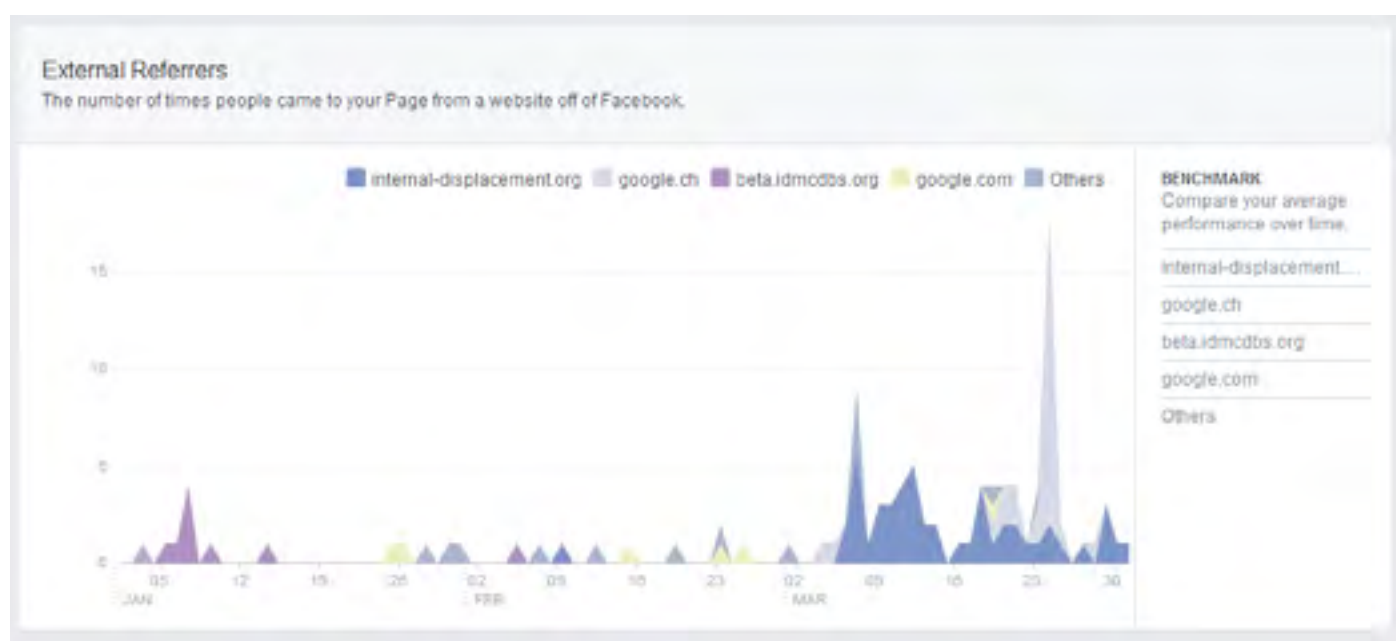 External Referrers
The number of times people came to your Page from a website off of Facebook.
internal-displacement.org google.ch beta.idmcdbs.org google.com Others
BENCHMARK
Compare your average
performance over time.
internal-displacement....
google.ch
beta.idmcdbs.org
google.com
Others
15
10
5
0
05 12 19 26 02 09 16 23 02 09 16 23 30
JAN FEB MAR